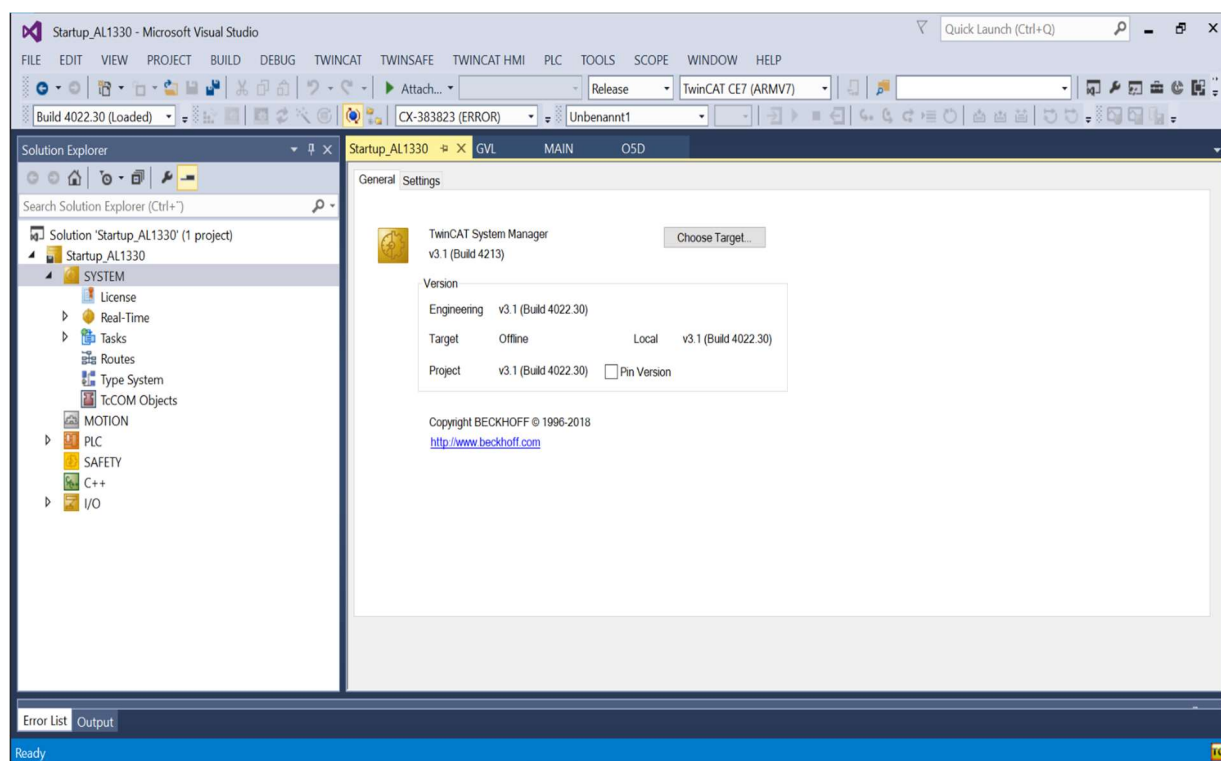 Startup_AL1330 - Microsoft Visual Studio
Quick Launch (Ctrl+Q)
FILE EDIT VIEW PROJECT BUILD DEBUG TWINCAT TWINSAFE TWINCAT HMI PLC TOOLS SCOPE WINDOW HELP
Attach... Release TwinCAT CE7 (ARMV7)
Build 4022.30 (Loaded) CX-383823 (ERROR) Unbenannt1
Solution Explorer
Search Solution Explorer (Ctrl+¨)
Solution 'Startup_AL1330' (1 project)
Startup_AL1330
SYSTEM
License
Real-Time
Tasks
Routes
Type System
TcCOM Objects
MOTION
PLC
SAFETY
C++
I/O
Startup_AL1330 GVL MAIN O5D
General Settings
TwinCAT System Manager
v3.1 (Build 4213)
Choose Target...
Version
Engineering v3.1 (Build 4022.30)
Target Offline Local v3.1 (Build 4022.30)
Project v3.1 (Build 4022.30) Pin Version
Copyright BECKHOFF © 1996-2018
http://www.beckhoff.com
Error List Output
Ready